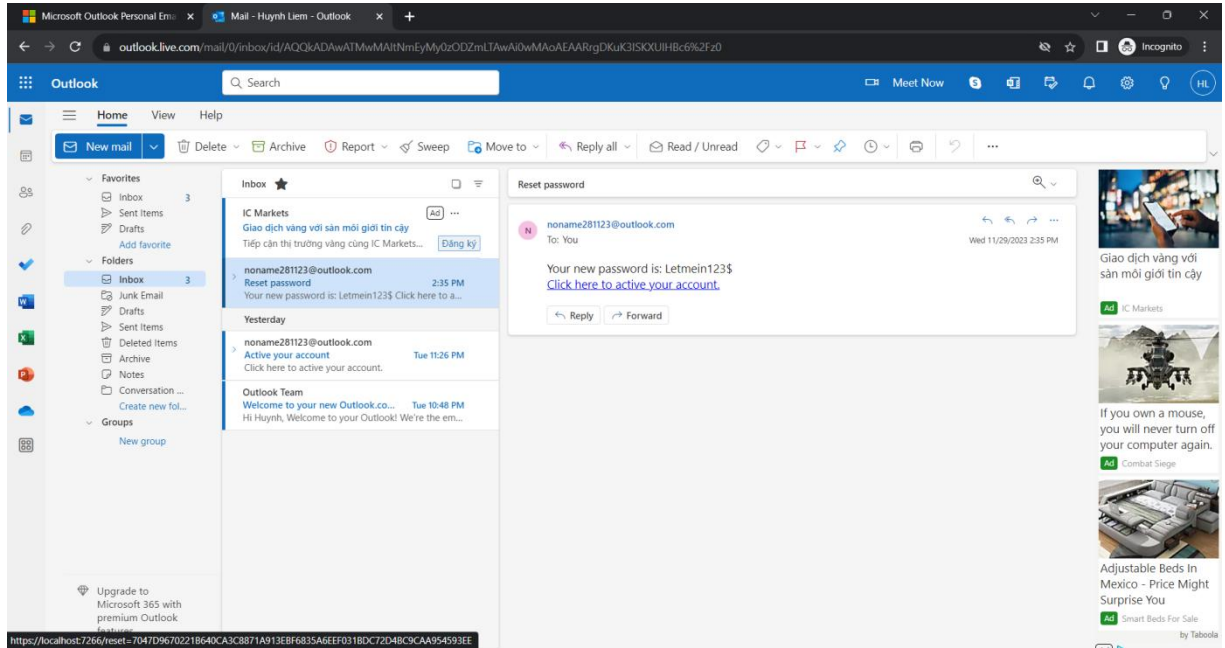 Microsoft Outlook Personal Ema
Mail - Huynh Liem - Outlook
outlook.live.com/mail/0/inbox/id/AQQkADAwATMwMAItNmEyMy0zODZmLTAwAi0wMAoAEAARrgDKuK3ISKXUIHBc6%2Fz0
Incognito
Outlook
Search
Meet Now
HL
Home View Help
New mail Delete Archive Report Sweep Move to Reply all Read / Unread
Favorites
Inbox 3
Sent Items
Drafts
Add favorite
Folders
Inbox 3
Junk Email
Drafts
Sent Items
Deleted Items
Archive
Notes
Conversation ...
Create new fol...
Groups
New group
Upgrade to
Microsoft 365 with
premium Outlook
features
https://localhost:7266/reset=7047D9670221B640CA3C8871A913EBF6835A6EEF031BDC72D4BC9CAA954593EE
Inbox
IC Markets Ad
Giao dịch vàng với sàn môi giới tin cậy
Tiếp cận thị trường vàng cùng IC Markets... Đăng ký
noname281123@outlook.com
Reset password 2:35 PM
Your new password is: Letmein123$ Click here to a...
Yesterday
noname281123@outlook.com
Active your account Tue 11:26 PM
Click here to active your account.
Outlook Team
Welcome to your new Outlook.co... Tue 10:48 PM
Hi Huynh, Welcome to your Outlook! We're the em...
Reset password
N
noname281123@outlook.com
To: You
Wed 11/29/2023 2:35 PM
Your new password is: Letmein123$
Click here to active your account.
Reply Forward
Giao dịch vàng với
sàn môi giới tin cậy
Ad IC Markets
If you own a mouse,
you will never turn off
your computer again.
Ad Combat Siege
Adjustable Beds In
Mexico - Price Might
Surprise You
Ad Smart Beds For Sale
by Taboola